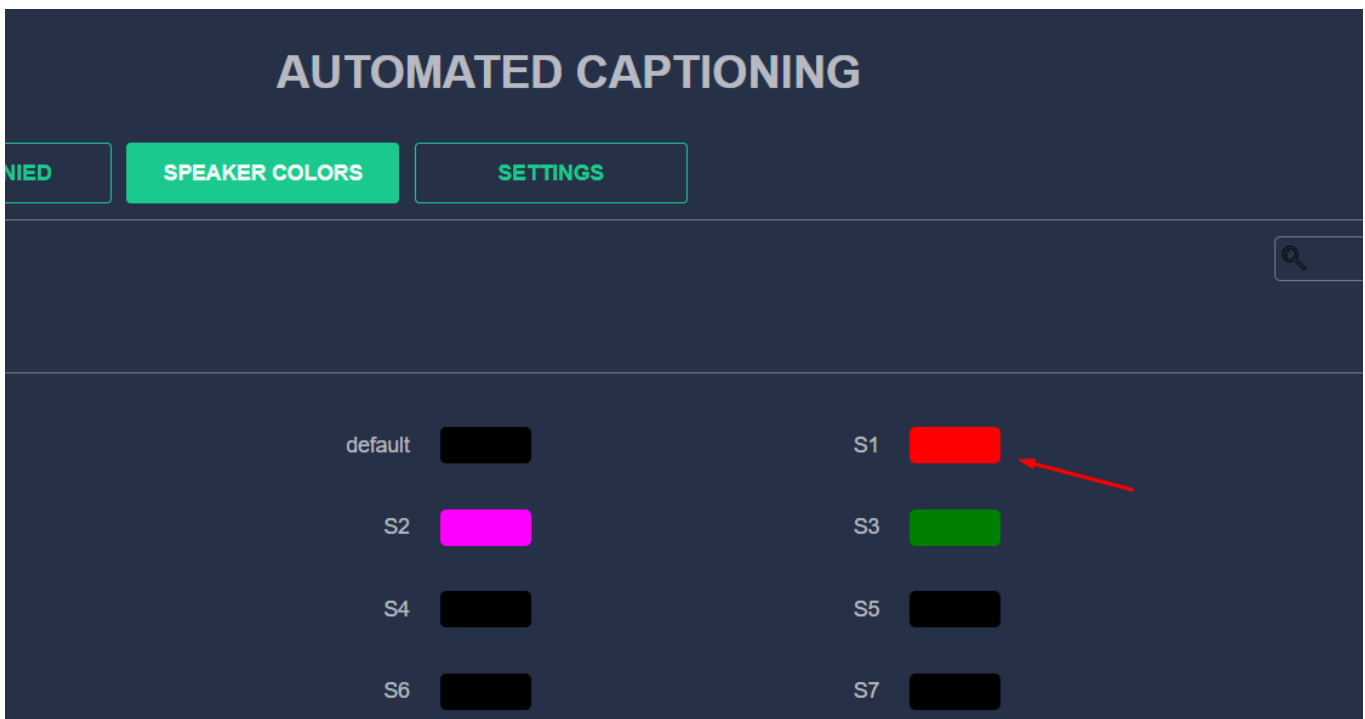 AUTOMATED CAPTIONING
NIED SPEAKER COLORS SETTINGS
default S1
S2 S3
S4 S5
S6 S7